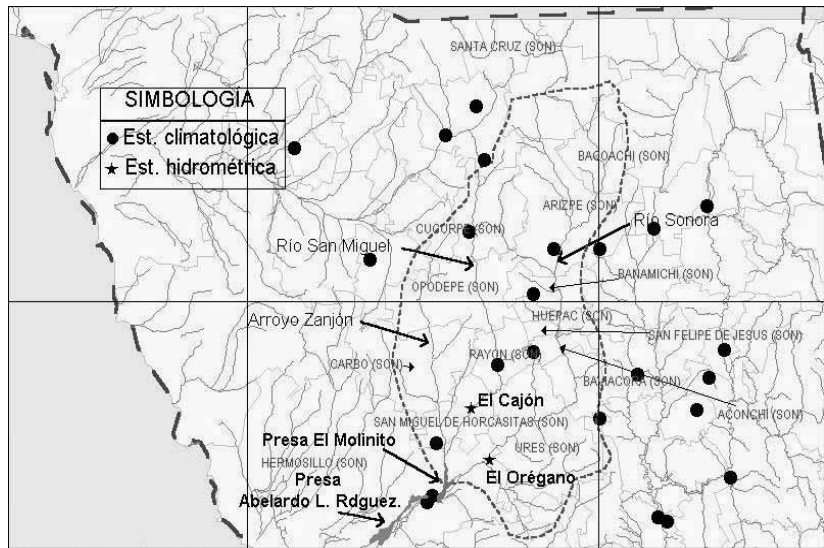 SANTA CRUZ (SON)
SIMBOLOGÍA
Est. climatológica
Est. hidrométrica
BACOACHI (SON)
ARIZPE (SON)
Río Sonora
CUCURPE (SON)
Río San Miguel
BANAMICHI (SON)
OPODEPE (SON)
HUEPAC (SON)
Arroyo Zanjón
SAN FELIPE DE JESUS (SON)
RAYON (SON)
CARBO (SON)
BAVIACORA (SON)
El Cajón
ACONCHI (SON)
SAN MIGUEL DE HORCASITAS (SON)
Presa El Molinito
URES (SON)
HERMOSILLO (SON)
El Orégano
Presa
Abelardo L. Rdguez.